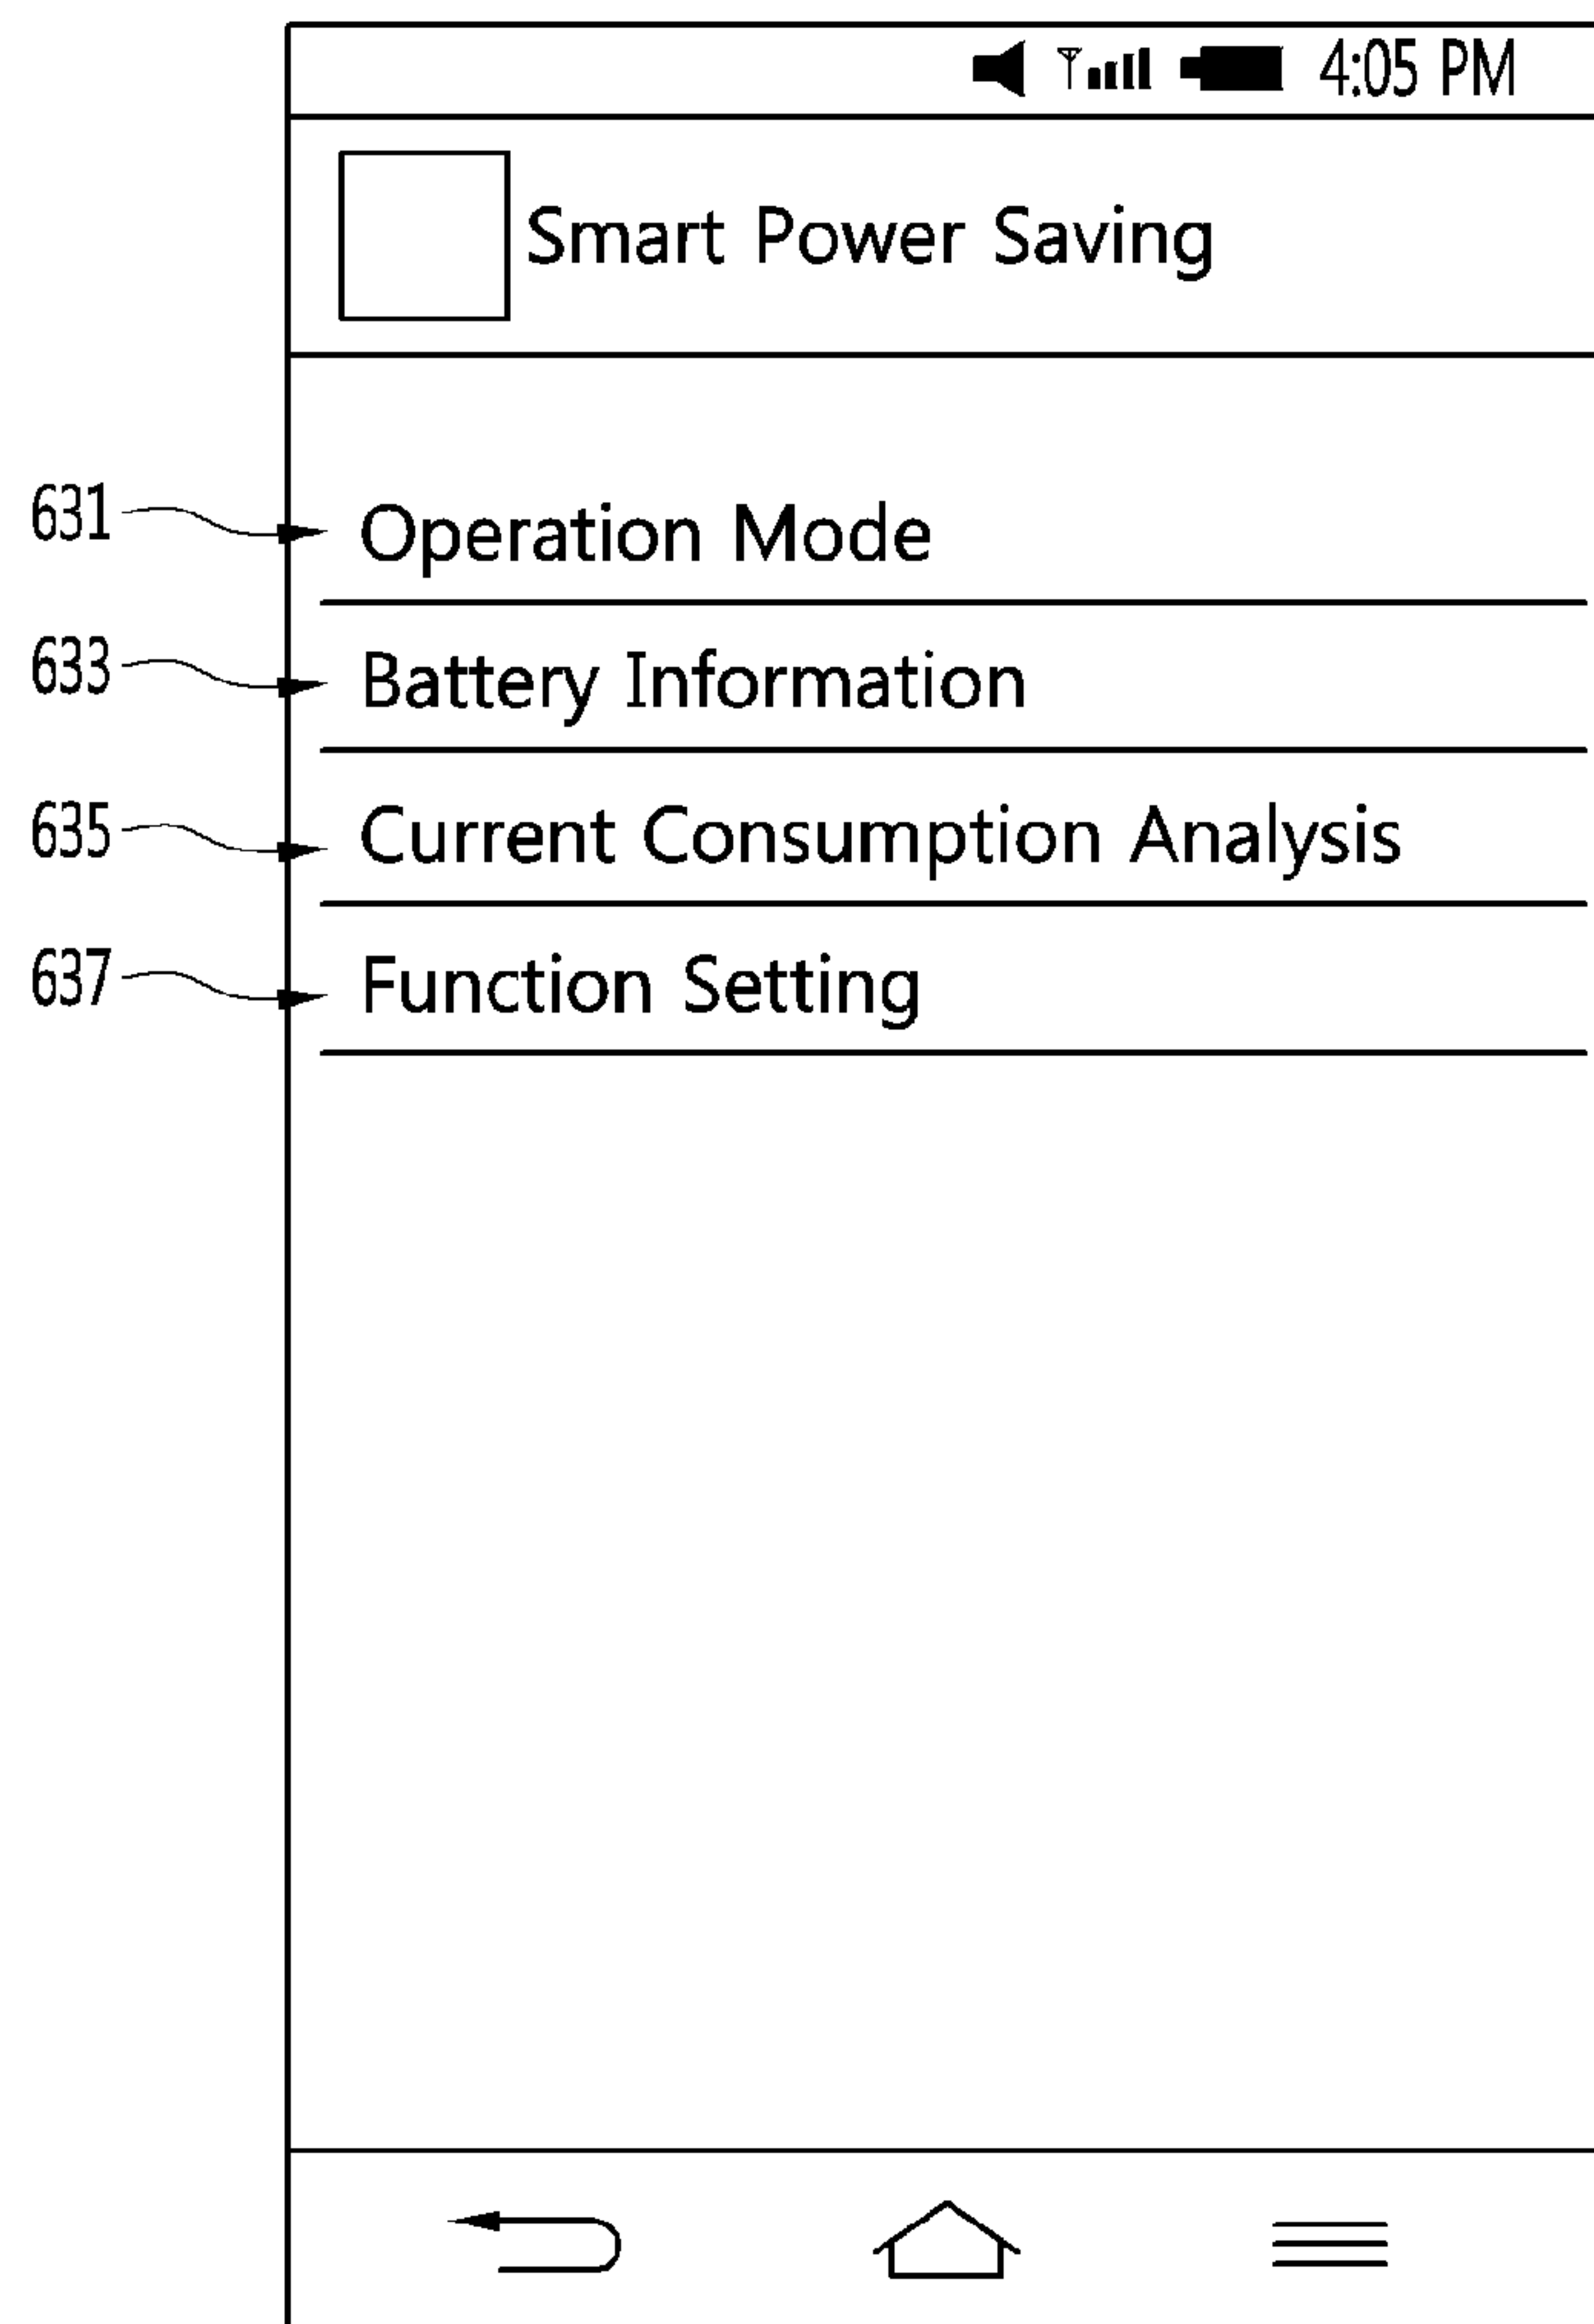 4:05 PM
Smart Power Saving
631 Operation Mode
633 Battery Information
635 Current Consumption Analysis
637 Function Setting